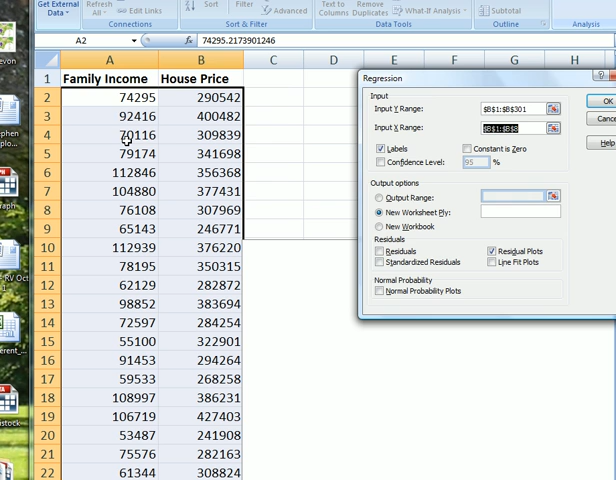 Get External
Data
Refresh
All
Edit Links
Connections
Sort
Filter
Advanced
Sort & Filter
Text to
Columns
Remove
Duplicates
What-If Analysis
Data Tools
Subtotal
Outline
Analysis
A2
fx
74295.2173901246
A B C D E F G H
1 Family Income House Price
2 74295 290542
3 92416 400482
4 70116 309839
5 79174 341698
6 112846 356368
7 104880 377431
8 76108 307969
9 65143 246771
10 112939 376220
11 78195 350315
12 62129 282872
13 98852 383694
14 72597 284254
15 55100 322901
16 91453 294264
17 59533 268258
18 108997 386231
19 106719 427403
20 53487 241908
21 75576 282163
22 61344 308824
Regression
?
Input
Input Y Range: $B$1:$B$301
Input X Range: $B$1:$B$8
Labels Constant is Zero
Confidence Level: 95 %
Output options
Output Range:
New Worksheet Ply:
New Workbook
Residuals
Residuals Residual Plots
Standardized Residuals Line Fit Plots
Normal Probability
Normal Probability Plots
OK
Help